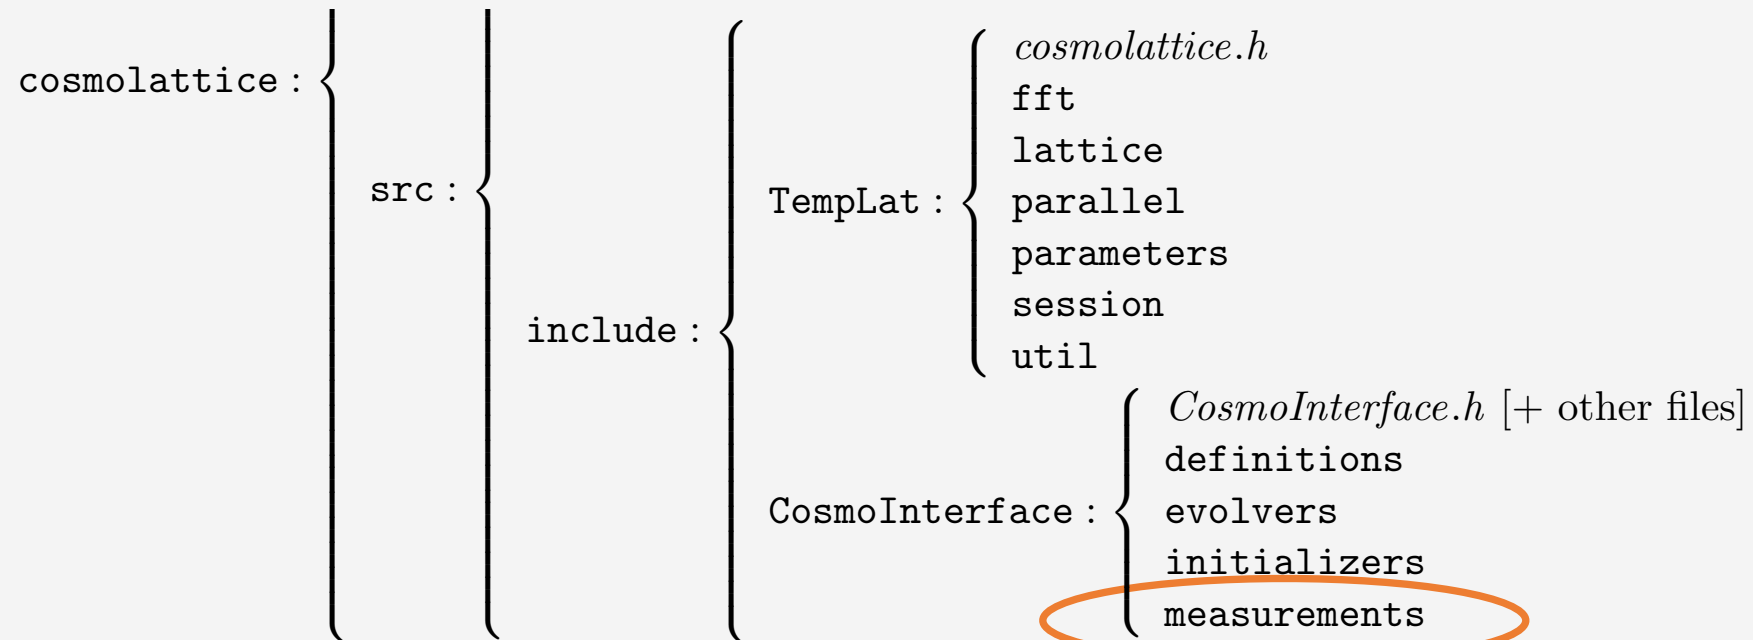 cosmolattice.h
cosmolattice :
fft
lattice
src :
TempLat :
parallel
parameters
session
include :
util
CosmoInterface.h [+ other files]
definitions
CosmoInterface :
evolvers
initializers
measurements